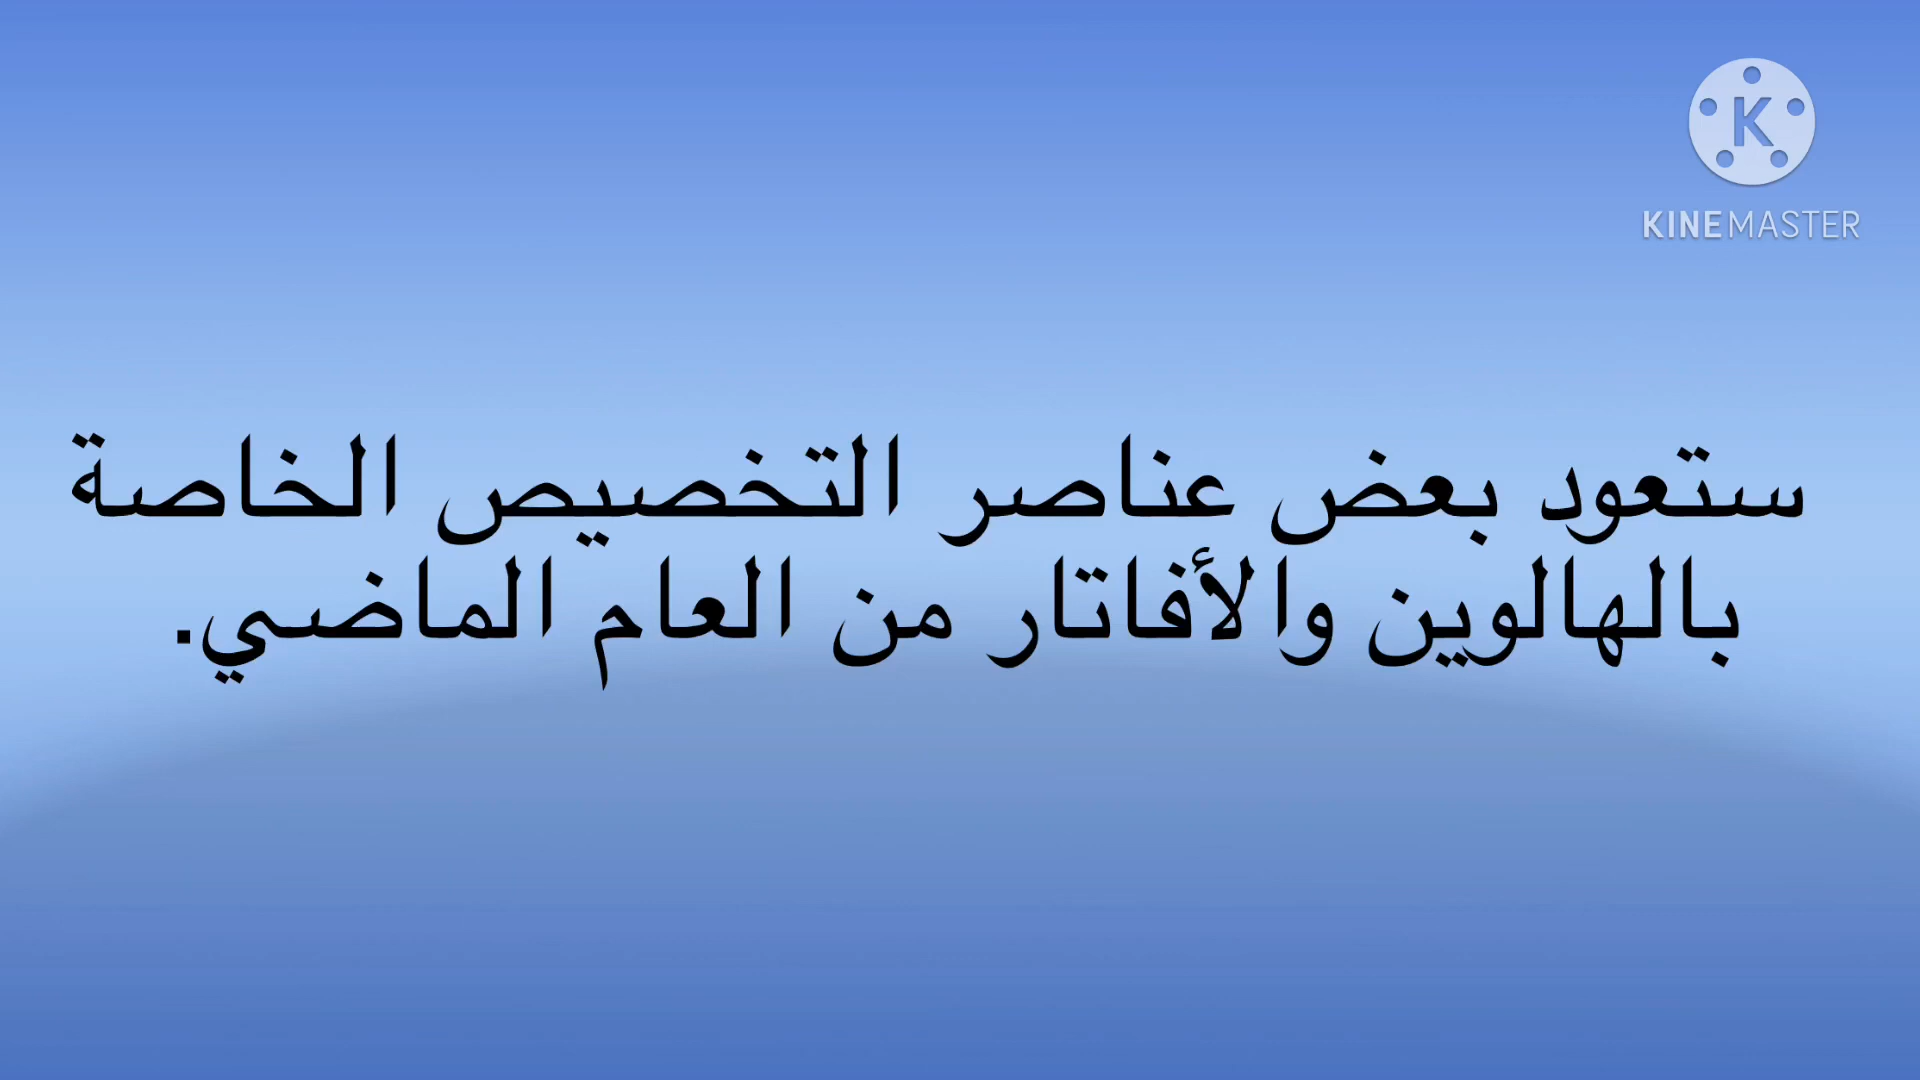 KINEMASTER
ستعود بعض عناصر التخصيص الخاصة
بالهالوين والأفاتار من العام الماضي.